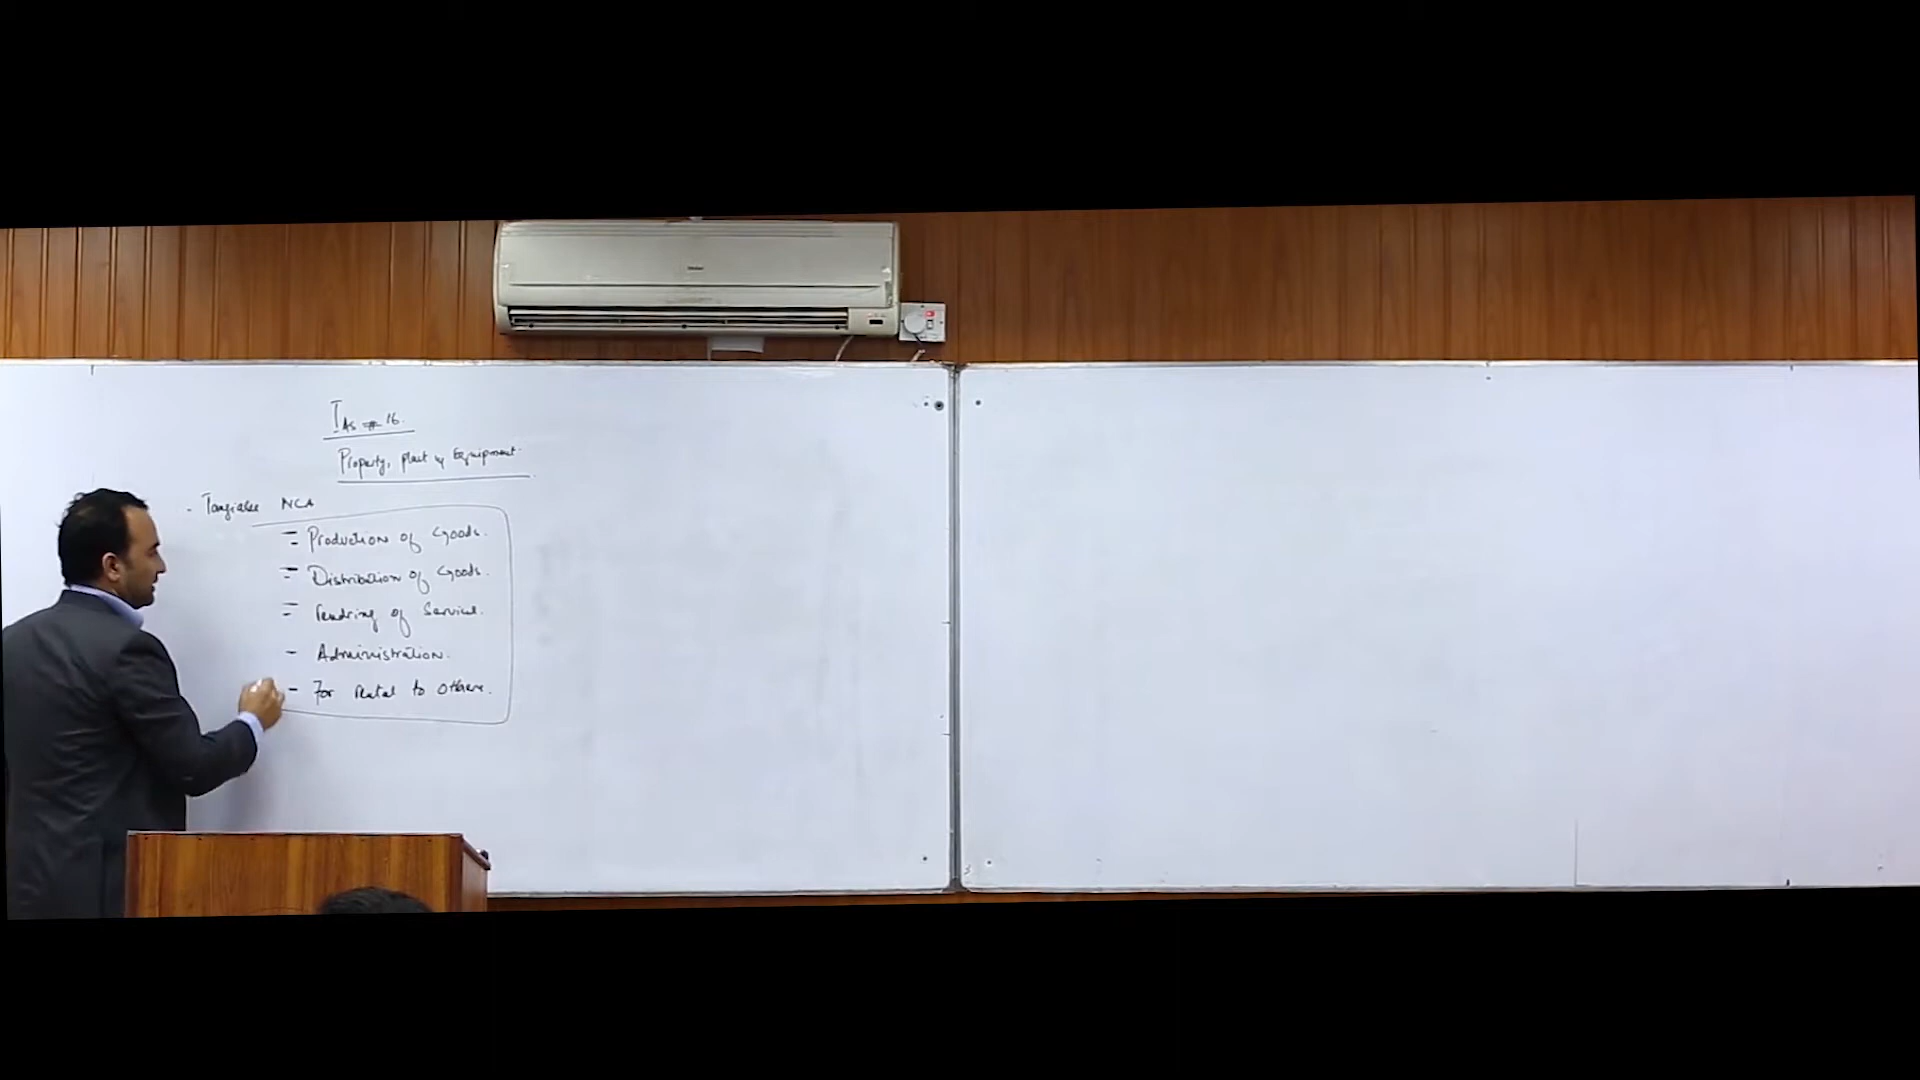 IAS # 16.
Property, plant & Equipment.
- Tangible NCA
= Production of Goods.
= Distribution of Goods.
= rendring of Service.
- Administration.
- For rental to others.